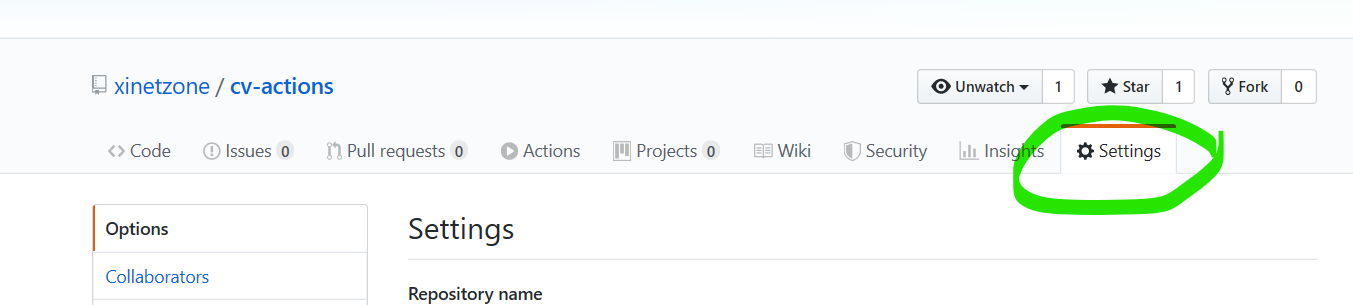 xinetzone / cv-actions
Unwatch 1 Star 1 Fork 0
Code Issues 0 Pull requests 0 Actions Projects 0 Wiki Security Insights Settings
Options
Settings
Collaborators
Repository name